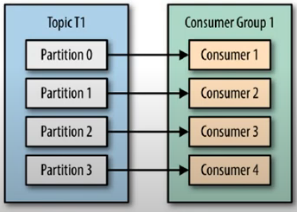 Topic T1
Consumer Group 1
Partition 0
Consumer 1
Partition 1
Consumer 2
Partition 2
Consumer 3
Partition 3
Consumer 4